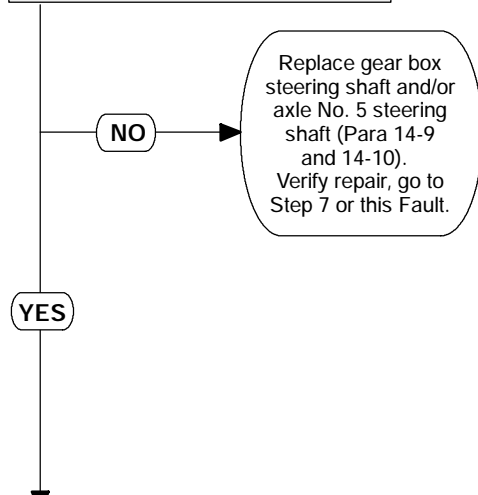 Replace gear box
steering shaft and/or
axle No. 5 steering
shaft (Para 14-9
and 14-10).
Verify repair, go to
Step 7 or this Fault.
NO
YES